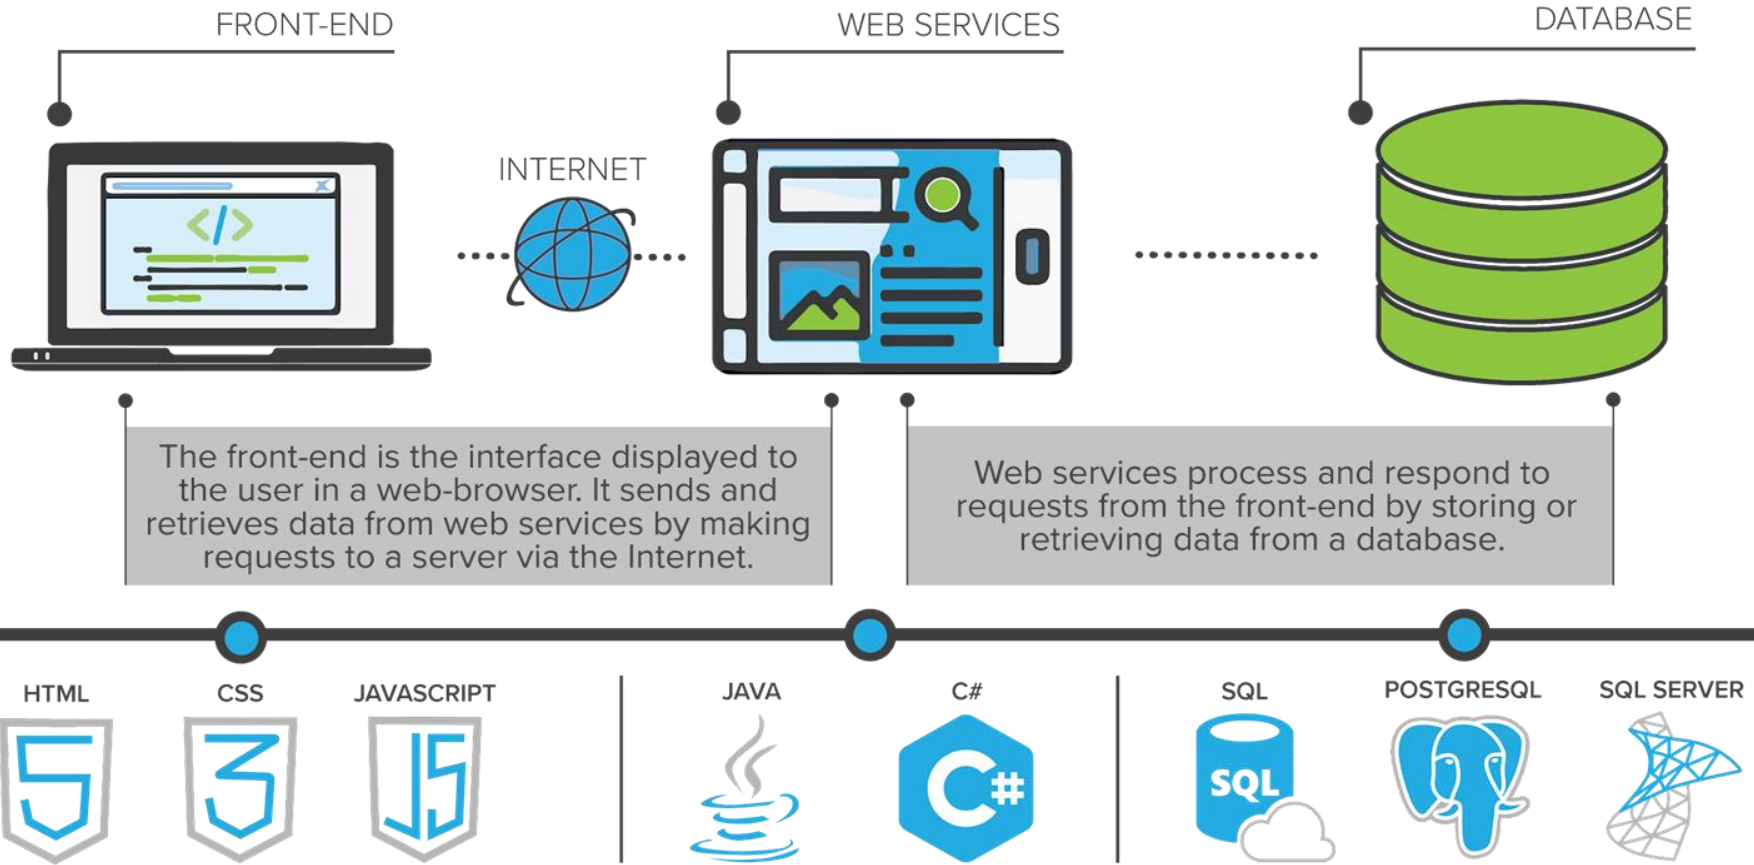 FRONT-END
WEB SERVICES
DATABASE
INTERNET
</>
The front-end is the interface displayed to
the user in a web-browser. It sends and
retrieves data from web services by making
requests to a server via the Internet.
Web services process and respond to
requests from the front-end by storing or
retrieving data from a database.
HTML
CSS
JAVASCRIPT
JAVA
C#
SQL
POSTGRESQL
SQL SERVER
5
3
JS
C#
SQL